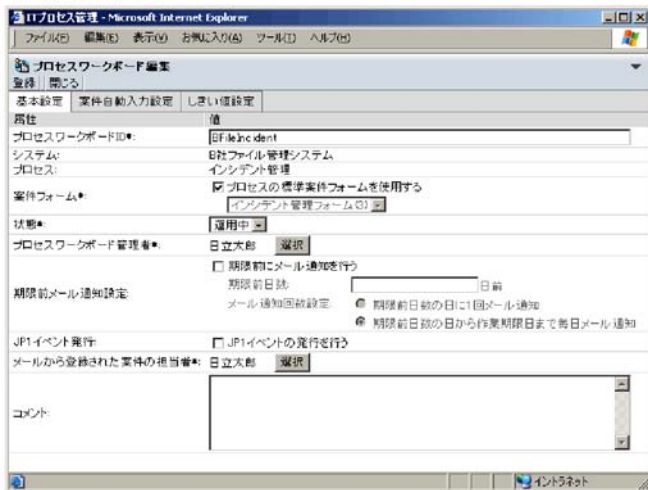 ITプロセス管理 - Microsoft Internet Explorer
ファイル(F) 編集(E) 表示(V) お気に入り(A) ツール(T) ヘルプ(H)
プロセスワークボード編集
登録 閉じる
基本設定 案件自動入力設定 しきい値設定
属性 値
プロセスワークボードID*: BFileIncident
システム: B社ファイル管理システム
プロセス: インシデント管理
案件フォーム*: プロセスの標準案件フォームを使用する
インシデント管理フォーム(3)
状態*: 運用中
プロセスワークボード管理者*: 日立太郎 選択
期限前メール通知設定: 期限前にメール通知を行う
期限前日数: 日前
メール通知回数設定: 期限前日数の日に1回メール通知
期限前日数の日から作業期限日まで毎日メール通知
JP1イベント発行: JP1イベントの発行を行う
メールから登録された案件の担当者*: 日立太郎 選択
コメント:
イントラネット